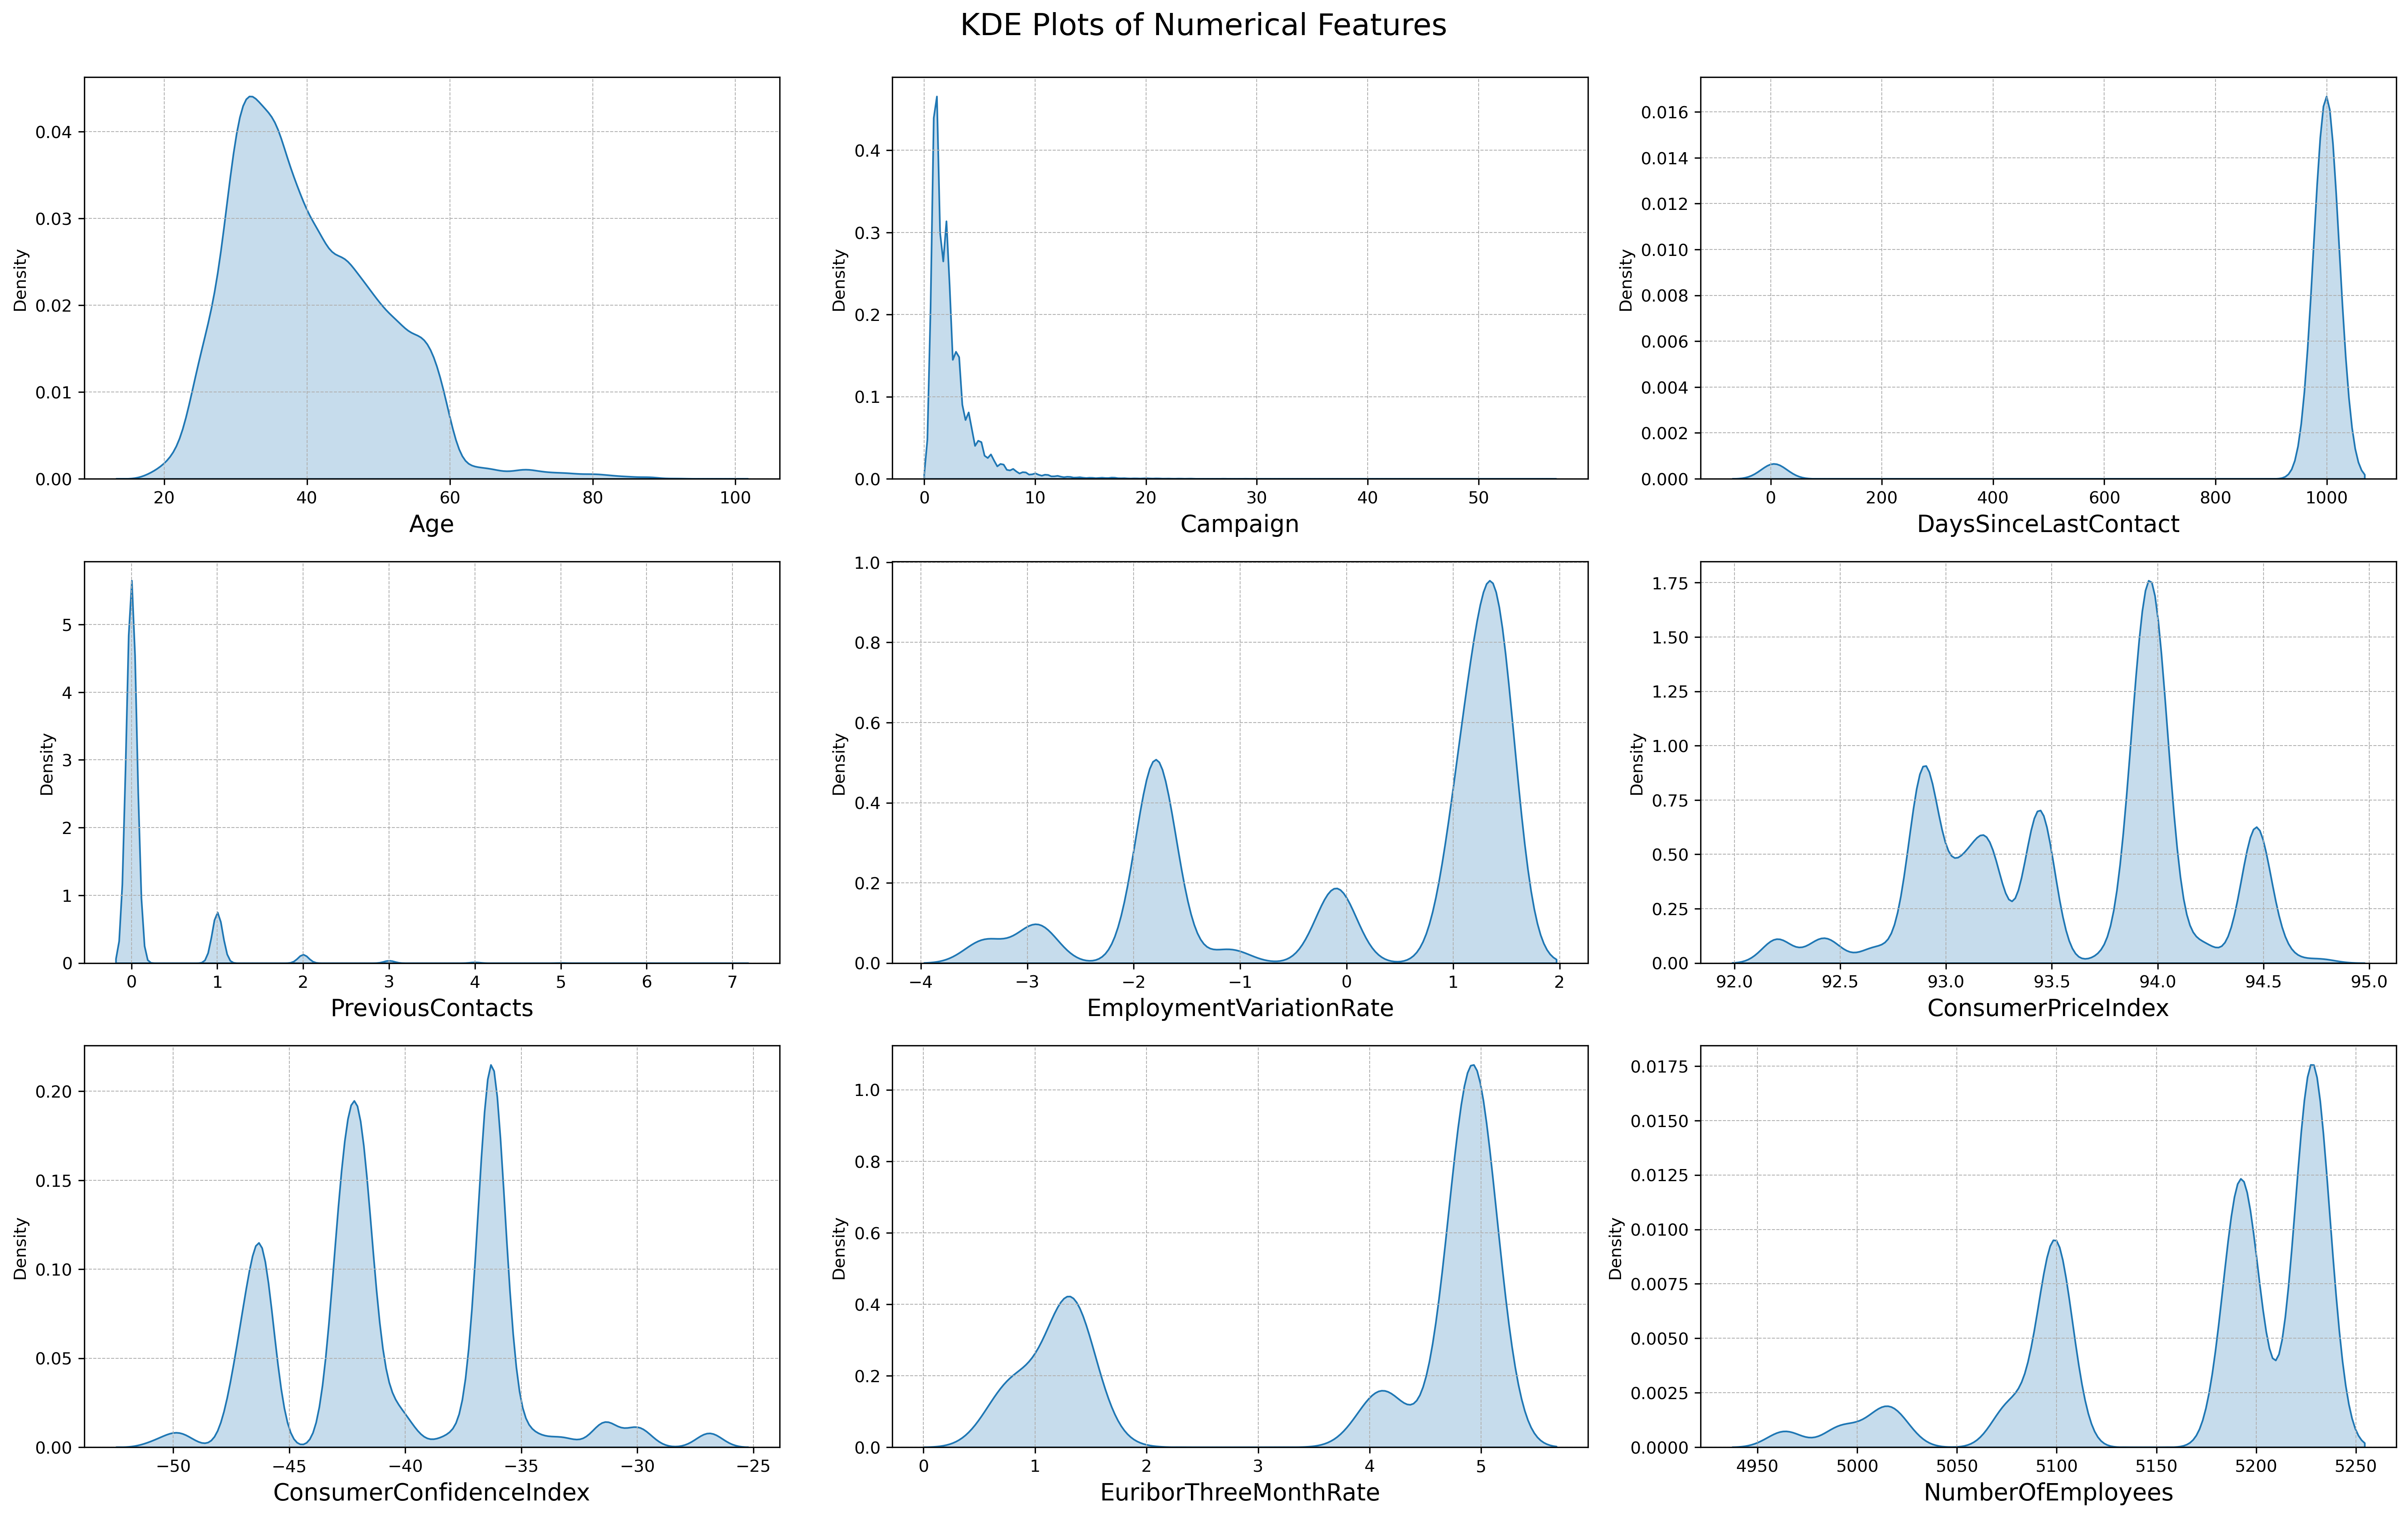 KDE Plots of Numerical Features
0.04
0.03
0.02
0.01
0.00
Density
20 40 60 80 100
Age
0.4
0.3
0.2
0.1
0.0
Density
0 10 20 30 40 50
Campaign
0.016
0.014
0.012
0.010
0.008
0.006
0.004
0.002
0.000
Density
0 200 400 600 800 1000
DaysSinceLastContact
5
4
3
2
1
0
Density
0 1 2 3 4 5 6 7
PreviousContacts
1.0
0.8
0.6
0.4
0.2
0.0
Density
−4 −3 −2 −1 0 1 2
EmploymentVariationRate
1.75
1.50
1.25
1.00
0.75
0.50
0.25
0.00
Density
92.0 92.5 93.0 93.5 94.0 94.5 95.0
ConsumerPriceIndex
0.20
0.15
0.10
0.05
0.00
Density
−50 −45 −40 −35 −30 −25
ConsumerConfidenceIndex
1.0
0.8
0.6
0.4
0.2
0.0
Density
0 1 2 3 4 5
EuriborThreeMonthRate
0.0175
0.0150
0.0125
0.0100
0.0075
0.0050
0.0025
0.0000
Density
4950 5000 5050 5100 5150 5200 5250
NumberOfEmployees